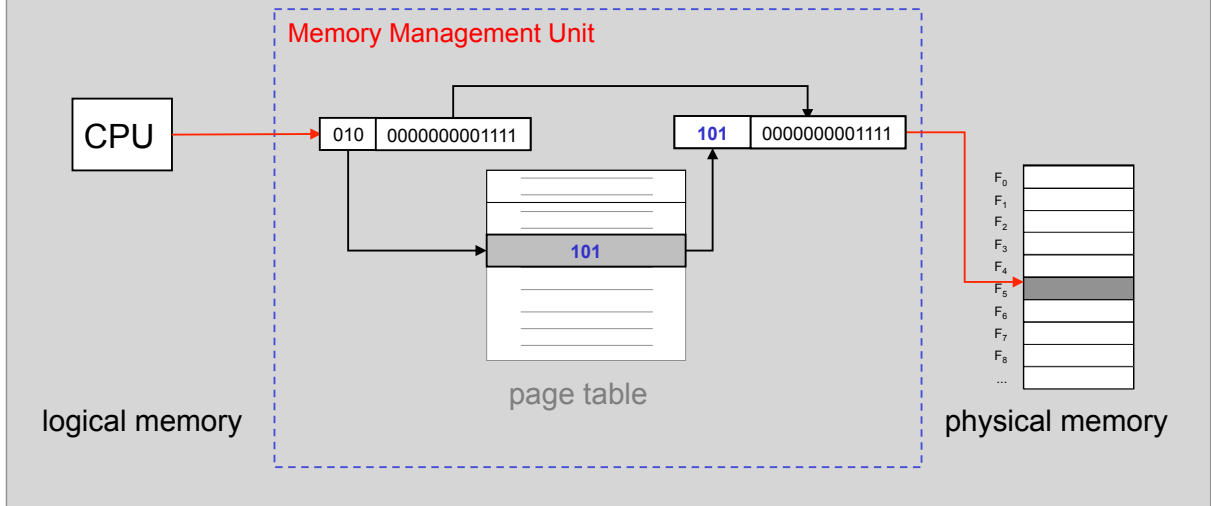 Memory Management Unit
CPU
010 0000000001111
101 0000000001111
101
page table
logical memory
F0
F1
F2
F3
F4
F5
F6
F7
F8
...
physical memory